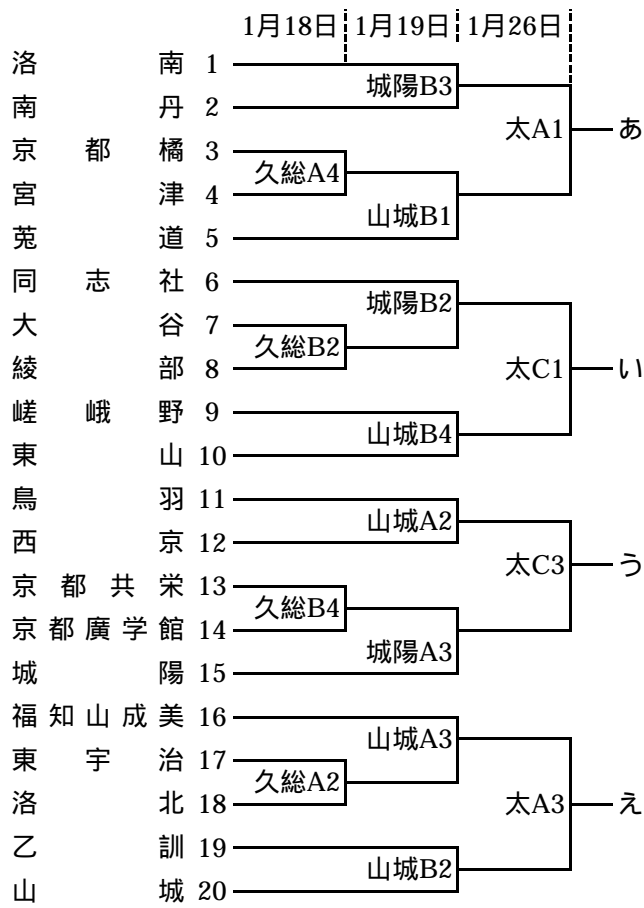 1月18日 1月19日 1月26日
洛南 1
城陽B3
南丹 2
太A1 あ
京都橘 3
久総A4
宮津 4
山城B1
莵道 5
同志社 6
城陽B2
大谷 7
久総B2
綾部 8
太C1 い
嵯峨野 9
山城B4
東山 10
鳥羽 11
山城A2
西京 12
太C3 う
京都共栄 13
久総B4
京都廣学館 14
城陽A3
城陽 15
福知山成美 16
山城A3
東宇治 17
久総A2
洛北 18
太A3 え
乙訓 19
山城B2
山城 20